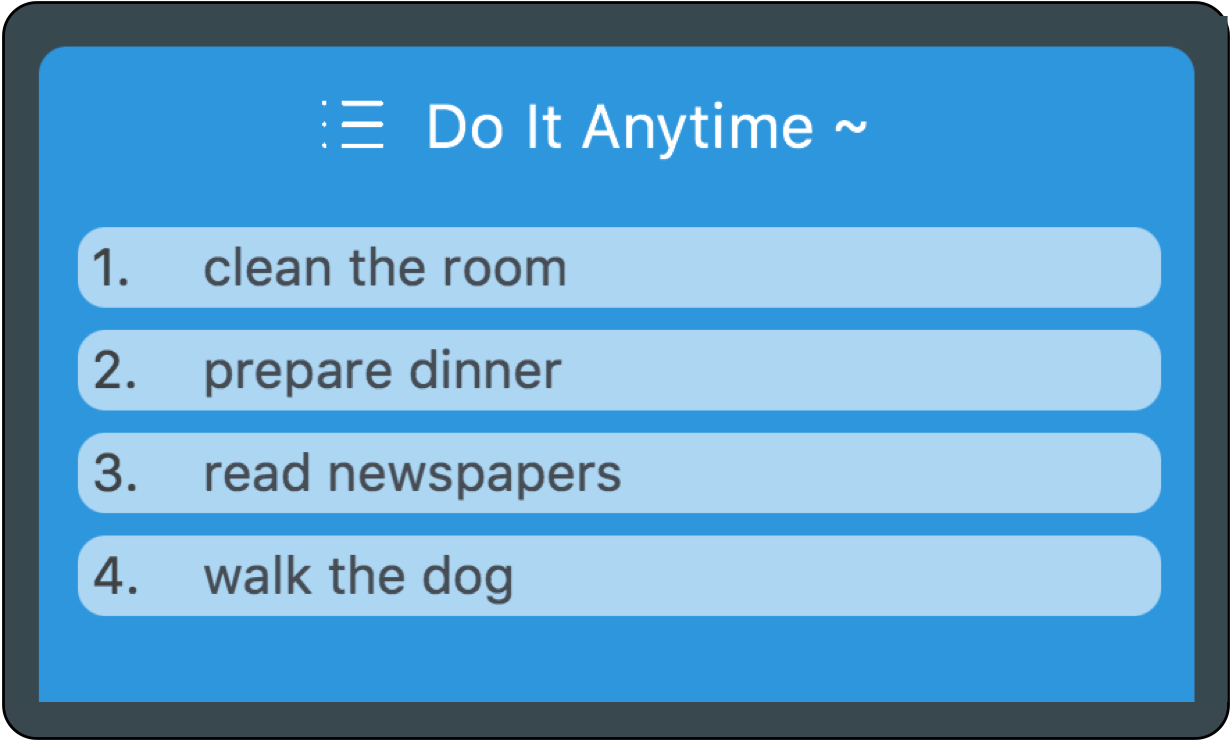 Do It Anytime ~
1. clean the room
2. prepare dinner
3. read newspapers
4. walk the dog